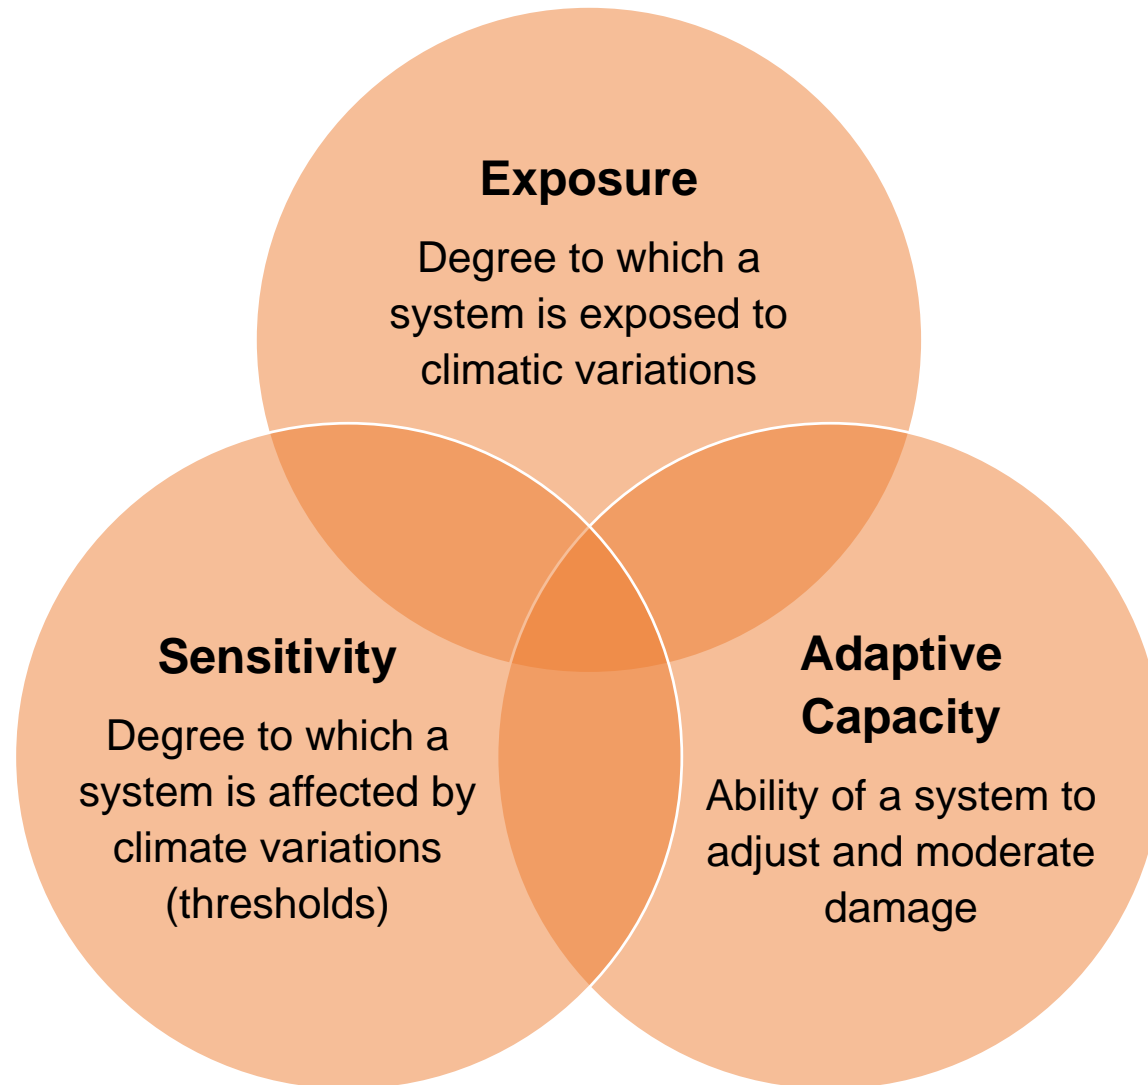 Exposure
Degree to which a
system is exposed to
climatic variations
Sensitivity
Degree to which a
system is affected by
climate variations
(thresholds)
Adaptive
Capacity
Ability of a system to
adjust and moderate
damage